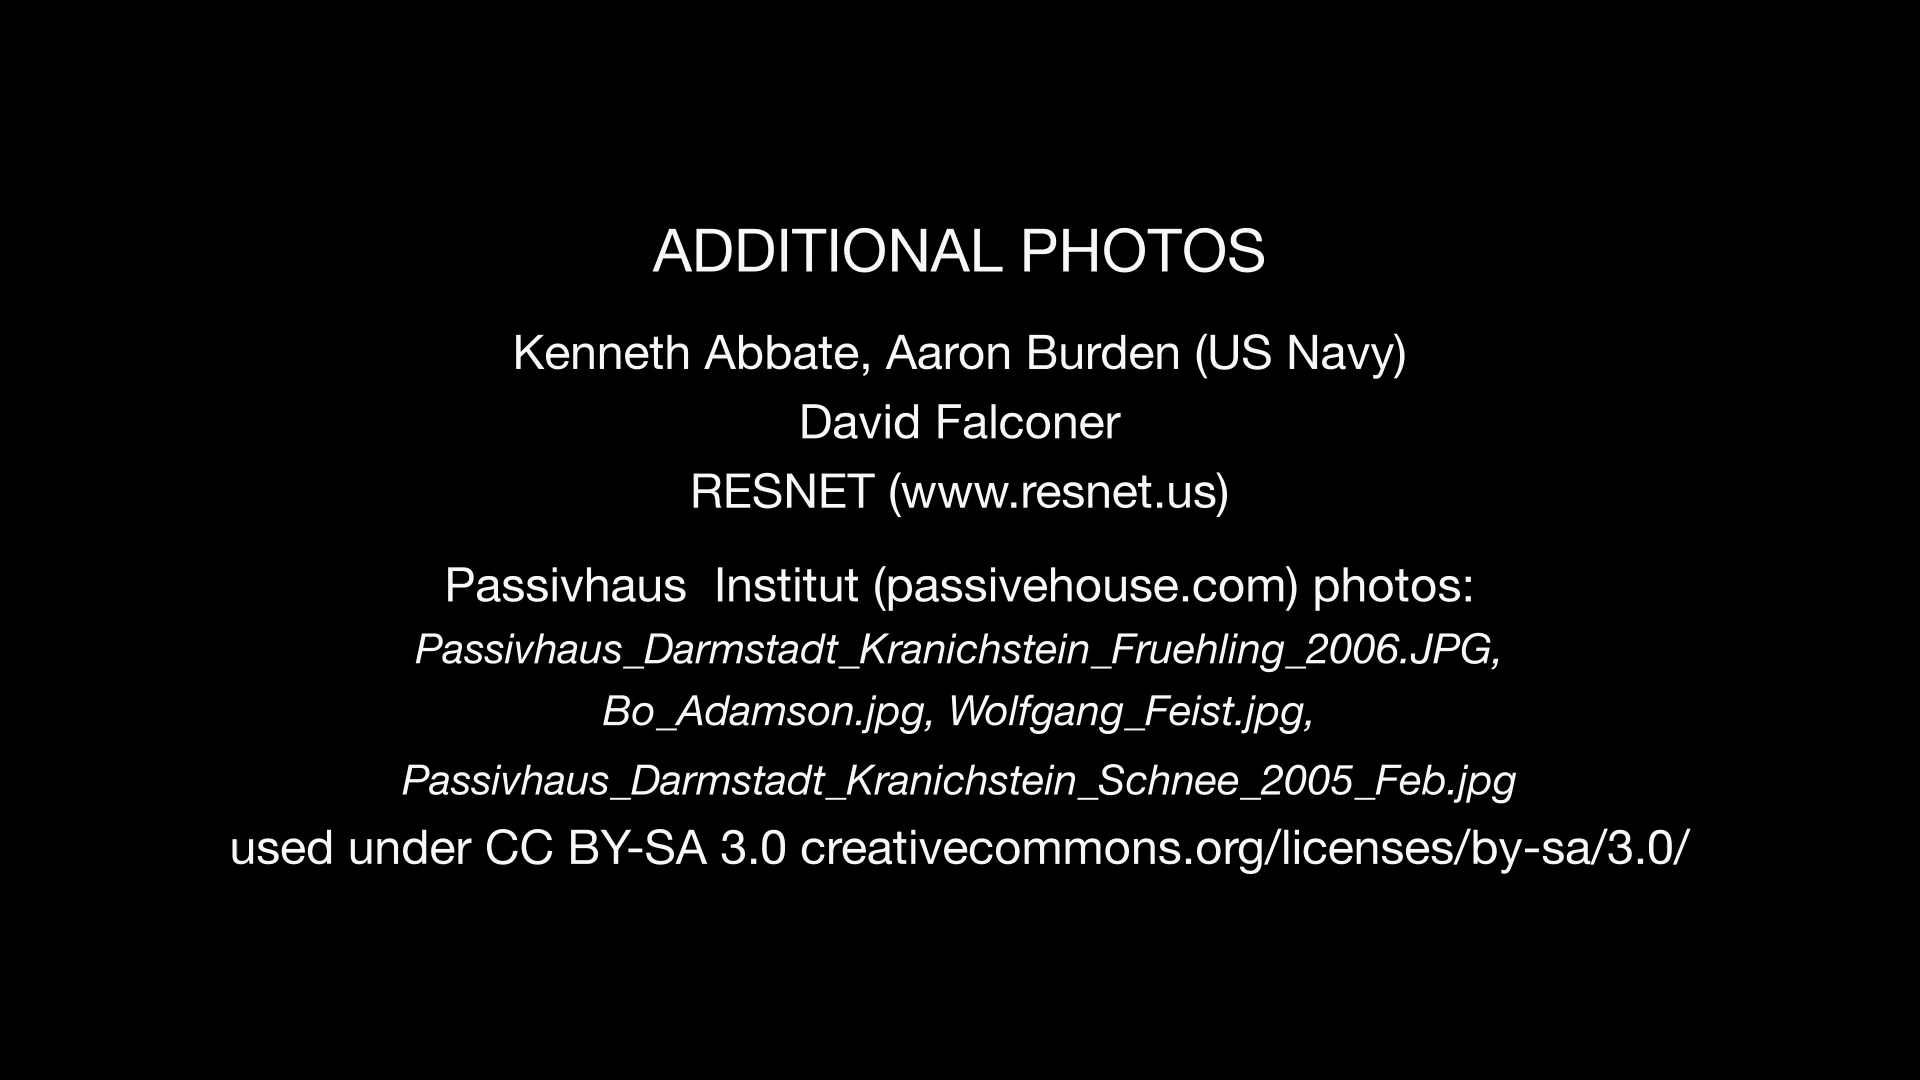 ADDITIONAL PHOTOS
Kenneth Abbate, Aaron Burden (US Navy)
David Falconer
RESNET (www.resnet.us)
Passivhaus  Institut (passivehouse.com) photos:
Passivhaus_Darmstadt_Kranichstein_Fruehling_2006.JPG,
Bo_Adamson.jpg, Wolfgang_Feist.jpg,
Passivhaus_Darmstadt_Kranichstein_Schnee_2005_Feb.jpg
used under CC BY-SA 3.0 creativecommons.org/licenses/by-sa/3.0/